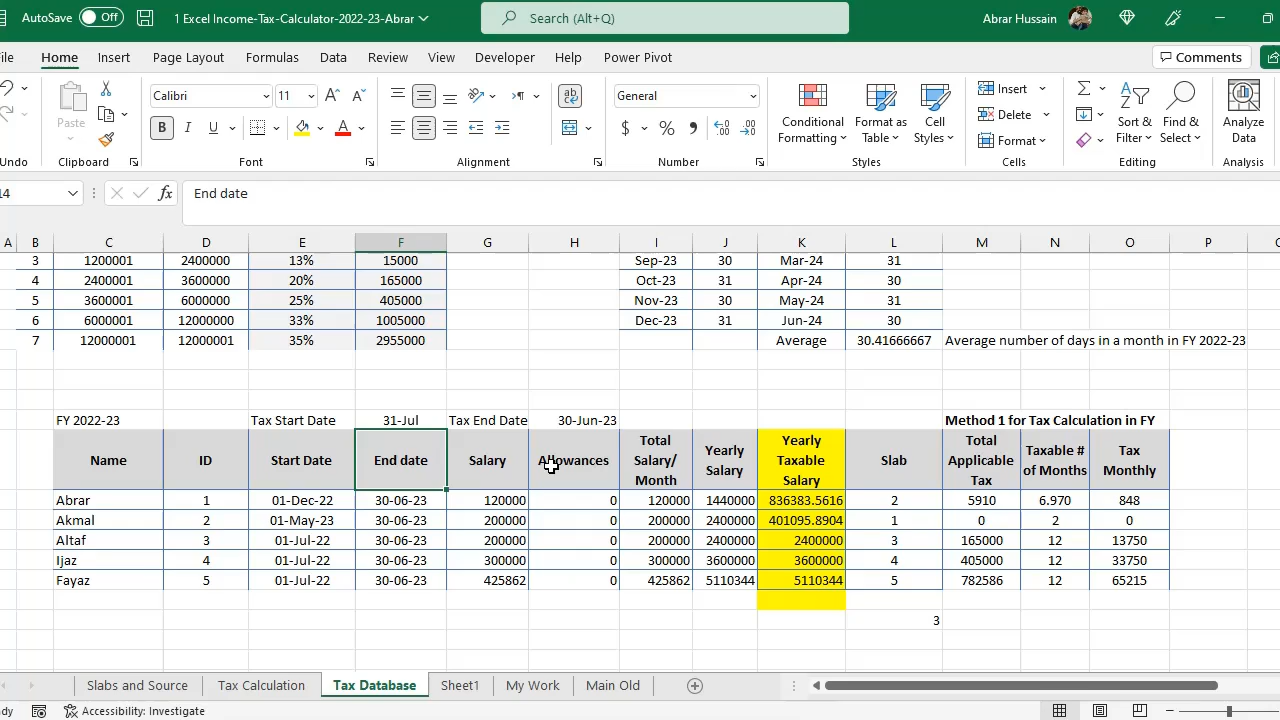 AutoSave Off 1 Excel Income-Tax-Calculator-2022-23-Abrar Search (Alt+Q) Abrar Hussain
Home Insert Page Layout Formulas Data Review View Developer Help Power Pivot Comments
Paste Calibri 11 ab General Conditional Formatting Format as Table Cell Styles Insert Delete Format Sort & Filter Find & Select Analyze Data
B I U A $ %
Clipboard Font Alignment Number Styles Cells Editing Analysis
fx End date
A B C D E F G H I J K L M N O P
3 1200001 2400000 13% 15000 Sep-23 30 Mar-24 31
4 2400001 3600000 20% 165000 Oct-23 31 Apr-24 30
5 3600001 6000000 25% 405000 Nov-23 30 May-24 31
6 6000001 12000000 33% 1005000 Dec-23 31 Jun-24 30
7 12000001 12000001 35% 2955000 Average 30.41666667 Average number of days in a month in FY 2022-23
FY 2022-23 Tax Start Date 31-Jul Tax End Date 30-Jun-23 Method 1 for Tax Calculation in FY
Name ID Start Date End date Salary Allowances Total Salary/ Month Yearly Salary Yearly Taxable Salary Slab Total Applicable Tax Taxable # of Months Tax Monthly
Abrar 1 01-Dec-22 30-06-23 120000 0 120000 1440000 836383.5616 2 5910 6.970 848
Akmal 2 01-May-23 30-06-23 200000 0 200000 2400000 401095.8904 1 0 2 0
Altaf 3 01-Jul-22 30-06-23 200000 0 200000 2400000 2400000 3 165000 12 13750
Ijaz 4 01-Jul-22 30-06-23 300000 0 300000 3600000 3600000 4 405000 12 33750
Fayaz 5 01-Jul-22 30-06-23 425862 0 425862 5110344 5110344 5 782586 12 65215
3
Slabs and Source Tax Calculation Tax Database Sheet1 My Work Main Old
Accessibility: Investigate